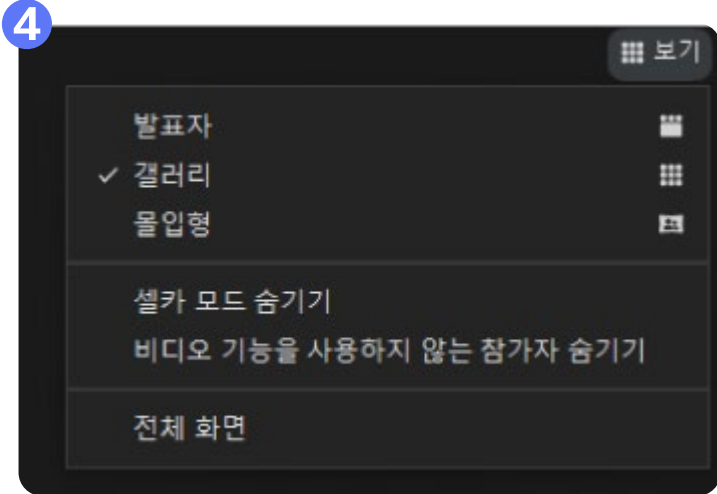 4
보기
발표자
갤러리
몰입형
셀카 모드 숨기기
비디오 기능을 사용하지 않는 참가자 숨기기
전체 화면